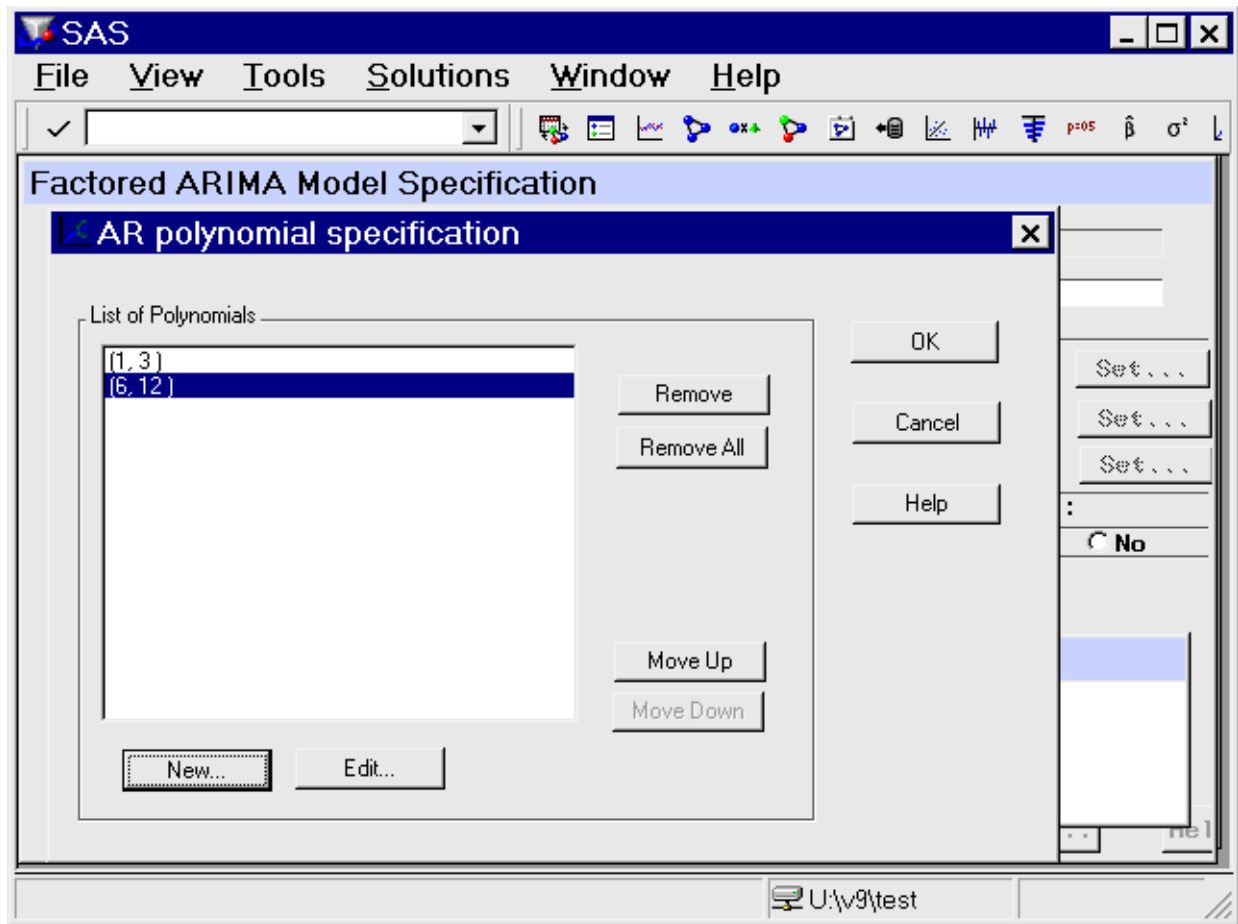 SAS
File View Tools Solutions Window Help
p=05 β̂ σ²
Factored ARIMA Model Specification
AR polynomial specification
List of Polynomials
(1, 3 )
(6, 12 )
Remove
Remove All
Move Up
Move Down
New...
Edit...
OK
Cancel
Help
Set...
Set...
Set...
:
No
..
Hel
U:\v9\test